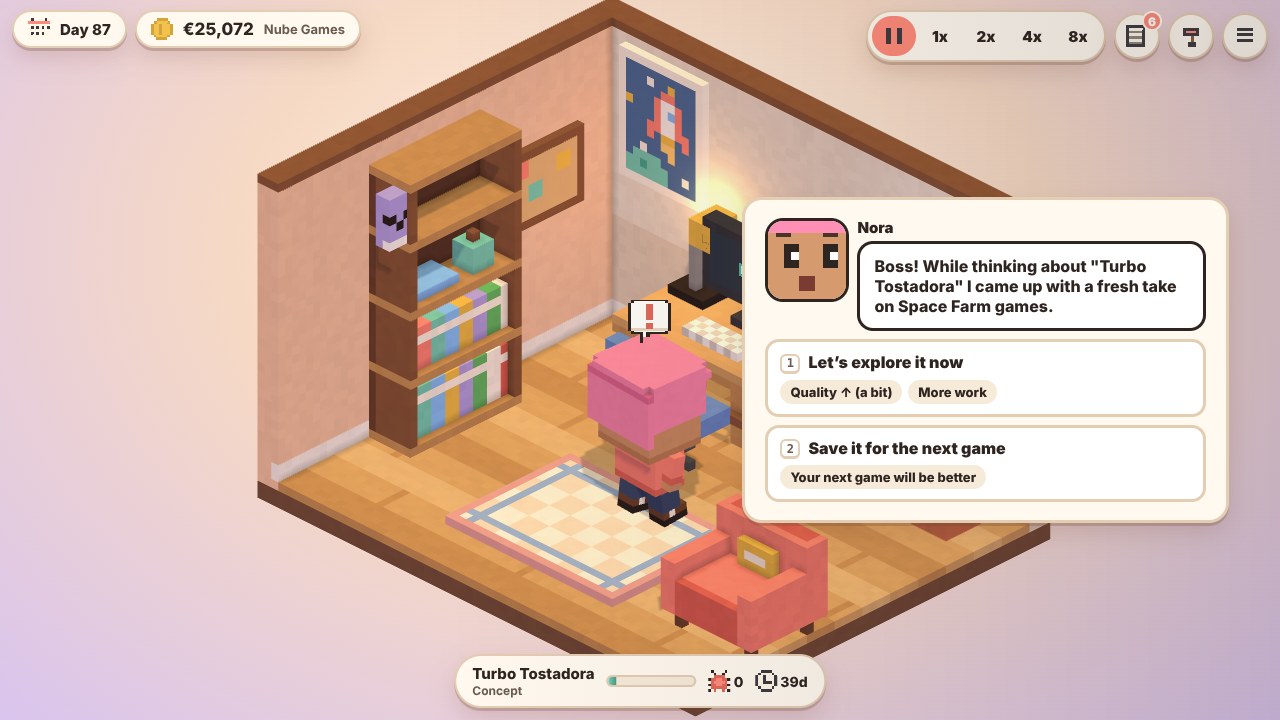 Day 87
€25,072 Nube Games
1x 2x 4x 8x
6
Nora
Boss! While thinking about "Turbo
Tostadora" I came up with a fresh take
on Space Farm games.
1 Let's explore it now
Quality ↑ (a bit) More work
2 Save it for the next game
Your next game will be better
Turbo Tostadora
Concept
0 39d